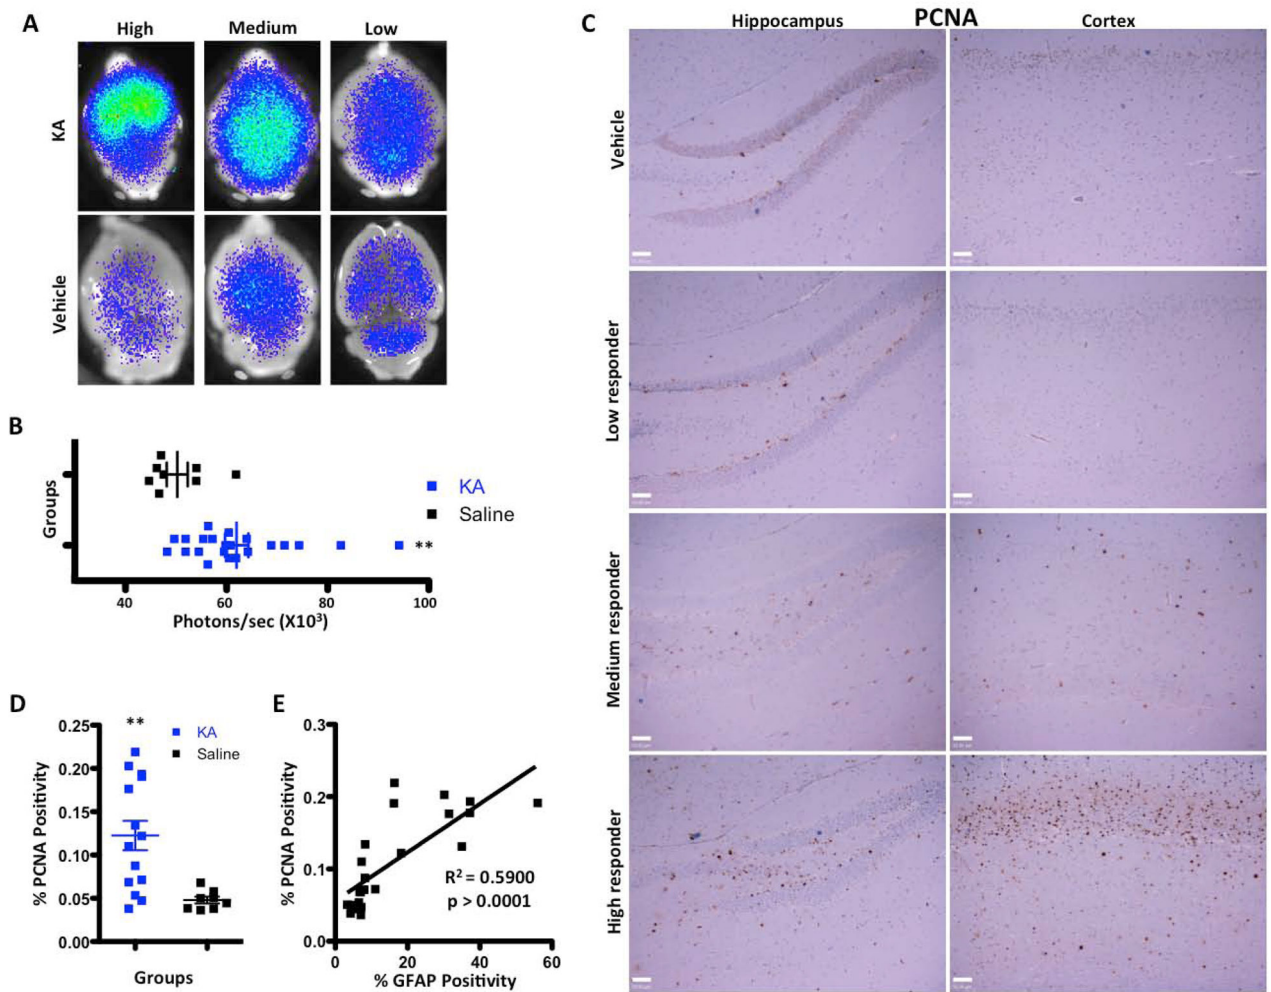 A
High
Medium
Low
KA
Vehicle
B
Groups
KA
Saline
**
40
60
80
100
Photons/sec (X10³)
C
Hippocampus
PCNA
Cortex
Vehicle
Low responder
Medium responder
High responder
D
% PCNA Positivity
0.25
0.20
0.15
0.10
0.05
0.00
**
KA
Saline
Groups
E
% PCNA Positivity
0.3
0.2
0.1
0.0
R² = 0.5900
p > 0.0001
0
20
40
60
% GFAP Positivity